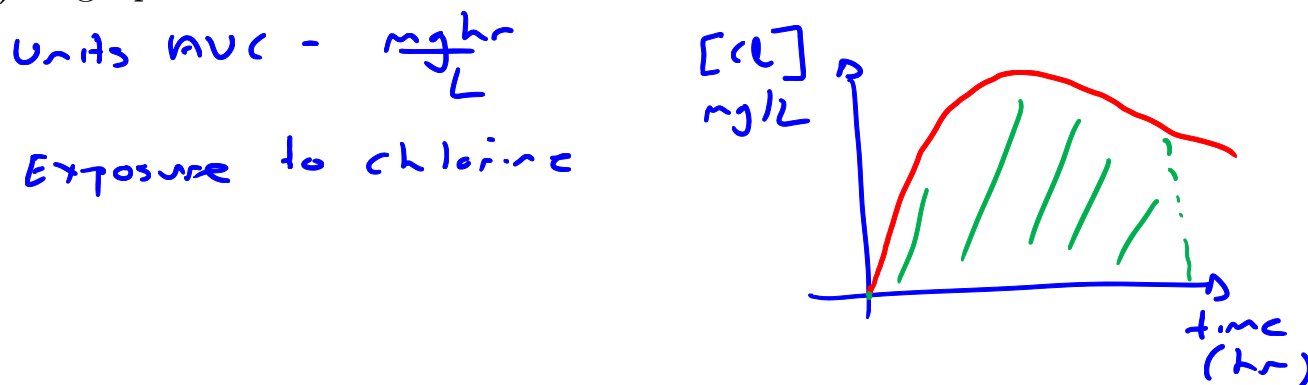 Units AUC - mg hr / L
Exposure to chlorine
[Cl]
mg/L
time
(hr)